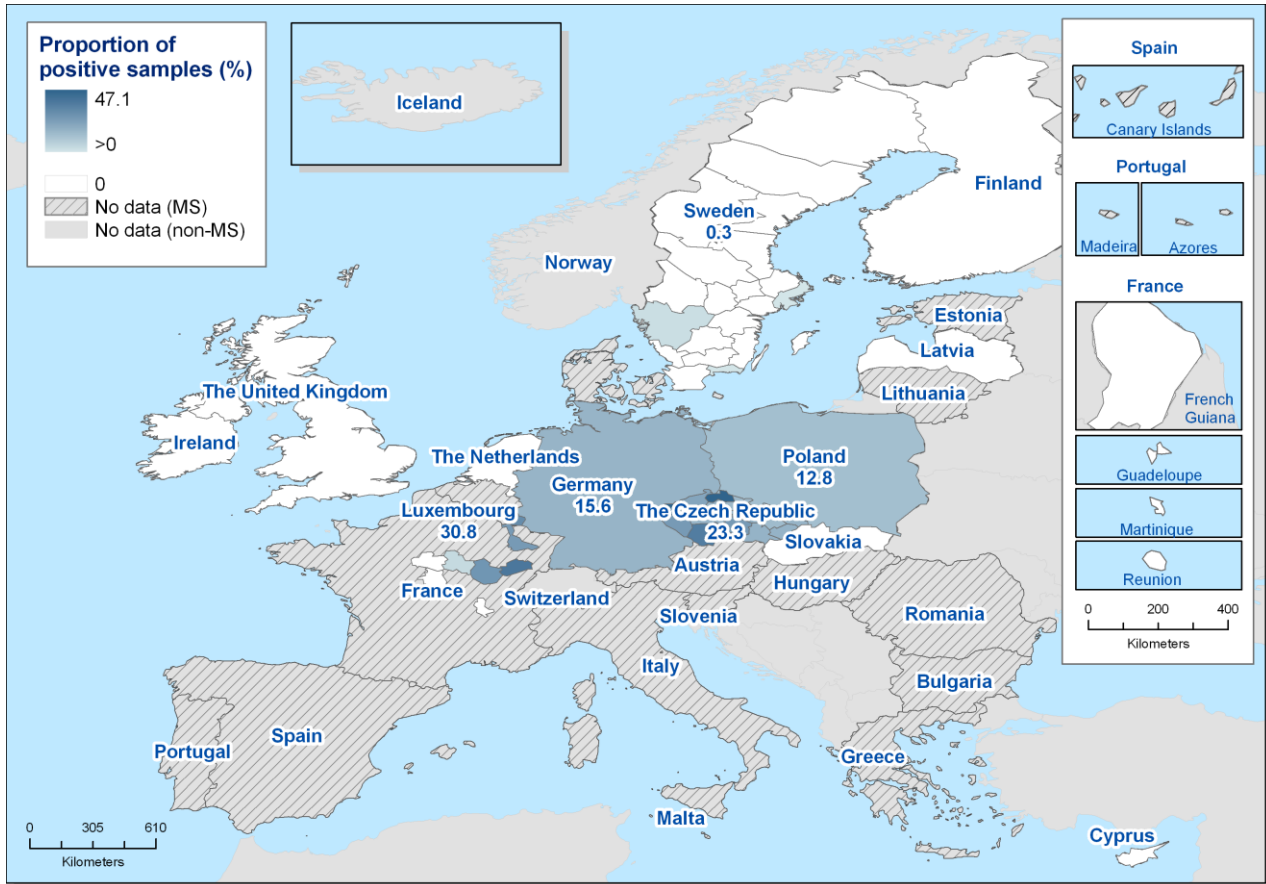 Proportion of
positive samples (%)
47.1
>0
0
No data (MS)
No data (non-MS)
Iceland
Spain
Canary Islands
Portugal
Madeira
Azores
France
French
Guiana
Guadeloupe
Martinique
Reunion
0
200
400
Kilometers
Finland
Sweden
0.3
Norway
Estonia
Latvia
Lithuania
The United Kingdom
Ireland
The Netherlands
Germany
15.6
Poland
12.8
Luxembourg
30.8
The Czech Republic
23.3
Slovakia
Austria
Hungary
France
Switzerland
Slovenia
Romania
Italy
Bulgaria
Portugal
Spain
Greece
Malta
Cyprus
0
305
610
Kilometers